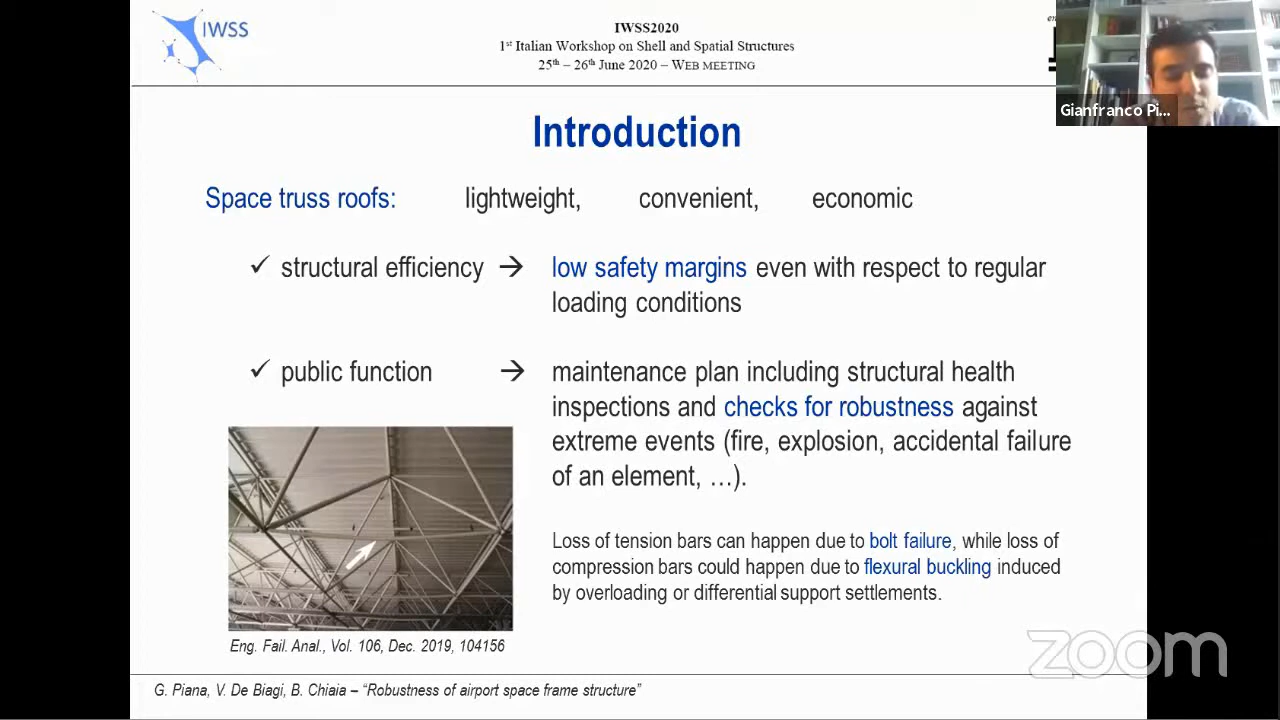 IWSS
IWSS2020
1st Italian Workshop on Shell and Spatial Structures
25th – 26th June 2020 – WEB MEETING
Gianfranco Pi...
Introduction
Space truss roofs: lightweight, convenient, economic
✓ structural efficiency → low safety margins even with respect to regular
loading conditions
✓ public function → maintenance plan including structural health
inspections and checks for robustness against
extreme events (fire, explosion, accidental failure
of an element, …).
Loss of tension bars can happen due to bolt failure, while loss of
compression bars could happen due to flexural buckling induced
by overloading or differential support settlements.
Eng. Fail. Anal., Vol. 106, Dec. 2019, 104156
zoom
G. Piana, V. De Biagi, B. Chiaia – “Robustness of airport space frame structure”